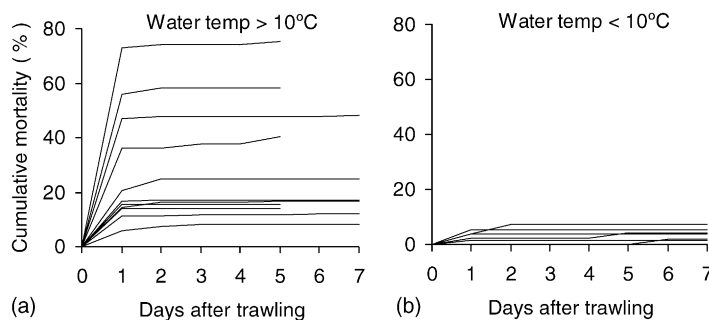 Water temp > 10ºC
Cumulative mortality ( % )
80
60
40
20
0
0 1 2 3 4 5 6 7
(a) Days after trawling
Water temp < 10ºC
80
60
40
20
0
0 1 2 3 4 5 6 7
(b) Days after trawling